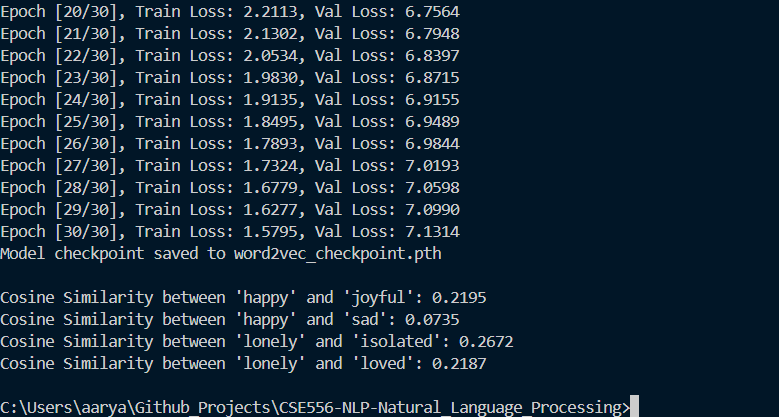 Epoch [20/30], Train Loss: 2.2113, Val Loss: 6.7564
Epoch [21/30], Train Loss: 2.1302, Val Loss: 6.7948
Epoch [22/30], Train Loss: 2.0534, Val Loss: 6.8397
Epoch [23/30], Train Loss: 1.9830, Val Loss: 6.8715
Epoch [24/30], Train Loss: 1.9135, Val Loss: 6.9155
Epoch [25/30], Train Loss: 1.8495, Val Loss: 6.9489
Epoch [26/30], Train Loss: 1.7893, Val Loss: 6.9844
Epoch [27/30], Train Loss: 1.7324, Val Loss: 7.0193
Epoch [28/30], Train Loss: 1.6779, Val Loss: 7.0598
Epoch [29/30], Train Loss: 1.6277, Val Loss: 7.0990
Epoch [30/30], Train Loss: 1.5795, Val Loss: 7.1314
Model checkpoint saved to word2vec_checkpoint.pth
Cosine Similarity between 'happy' and 'joyful': 0.2195
Cosine Similarity between 'happy' and 'sad': 0.0735
Cosine Similarity between 'lonely' and 'isolated': 0.2672
Cosine Similarity between 'lonely' and 'loved': 0.2187
C:\Users\aarya\Github_Projects\CSE556-NLP-Natural_Language_Processing>